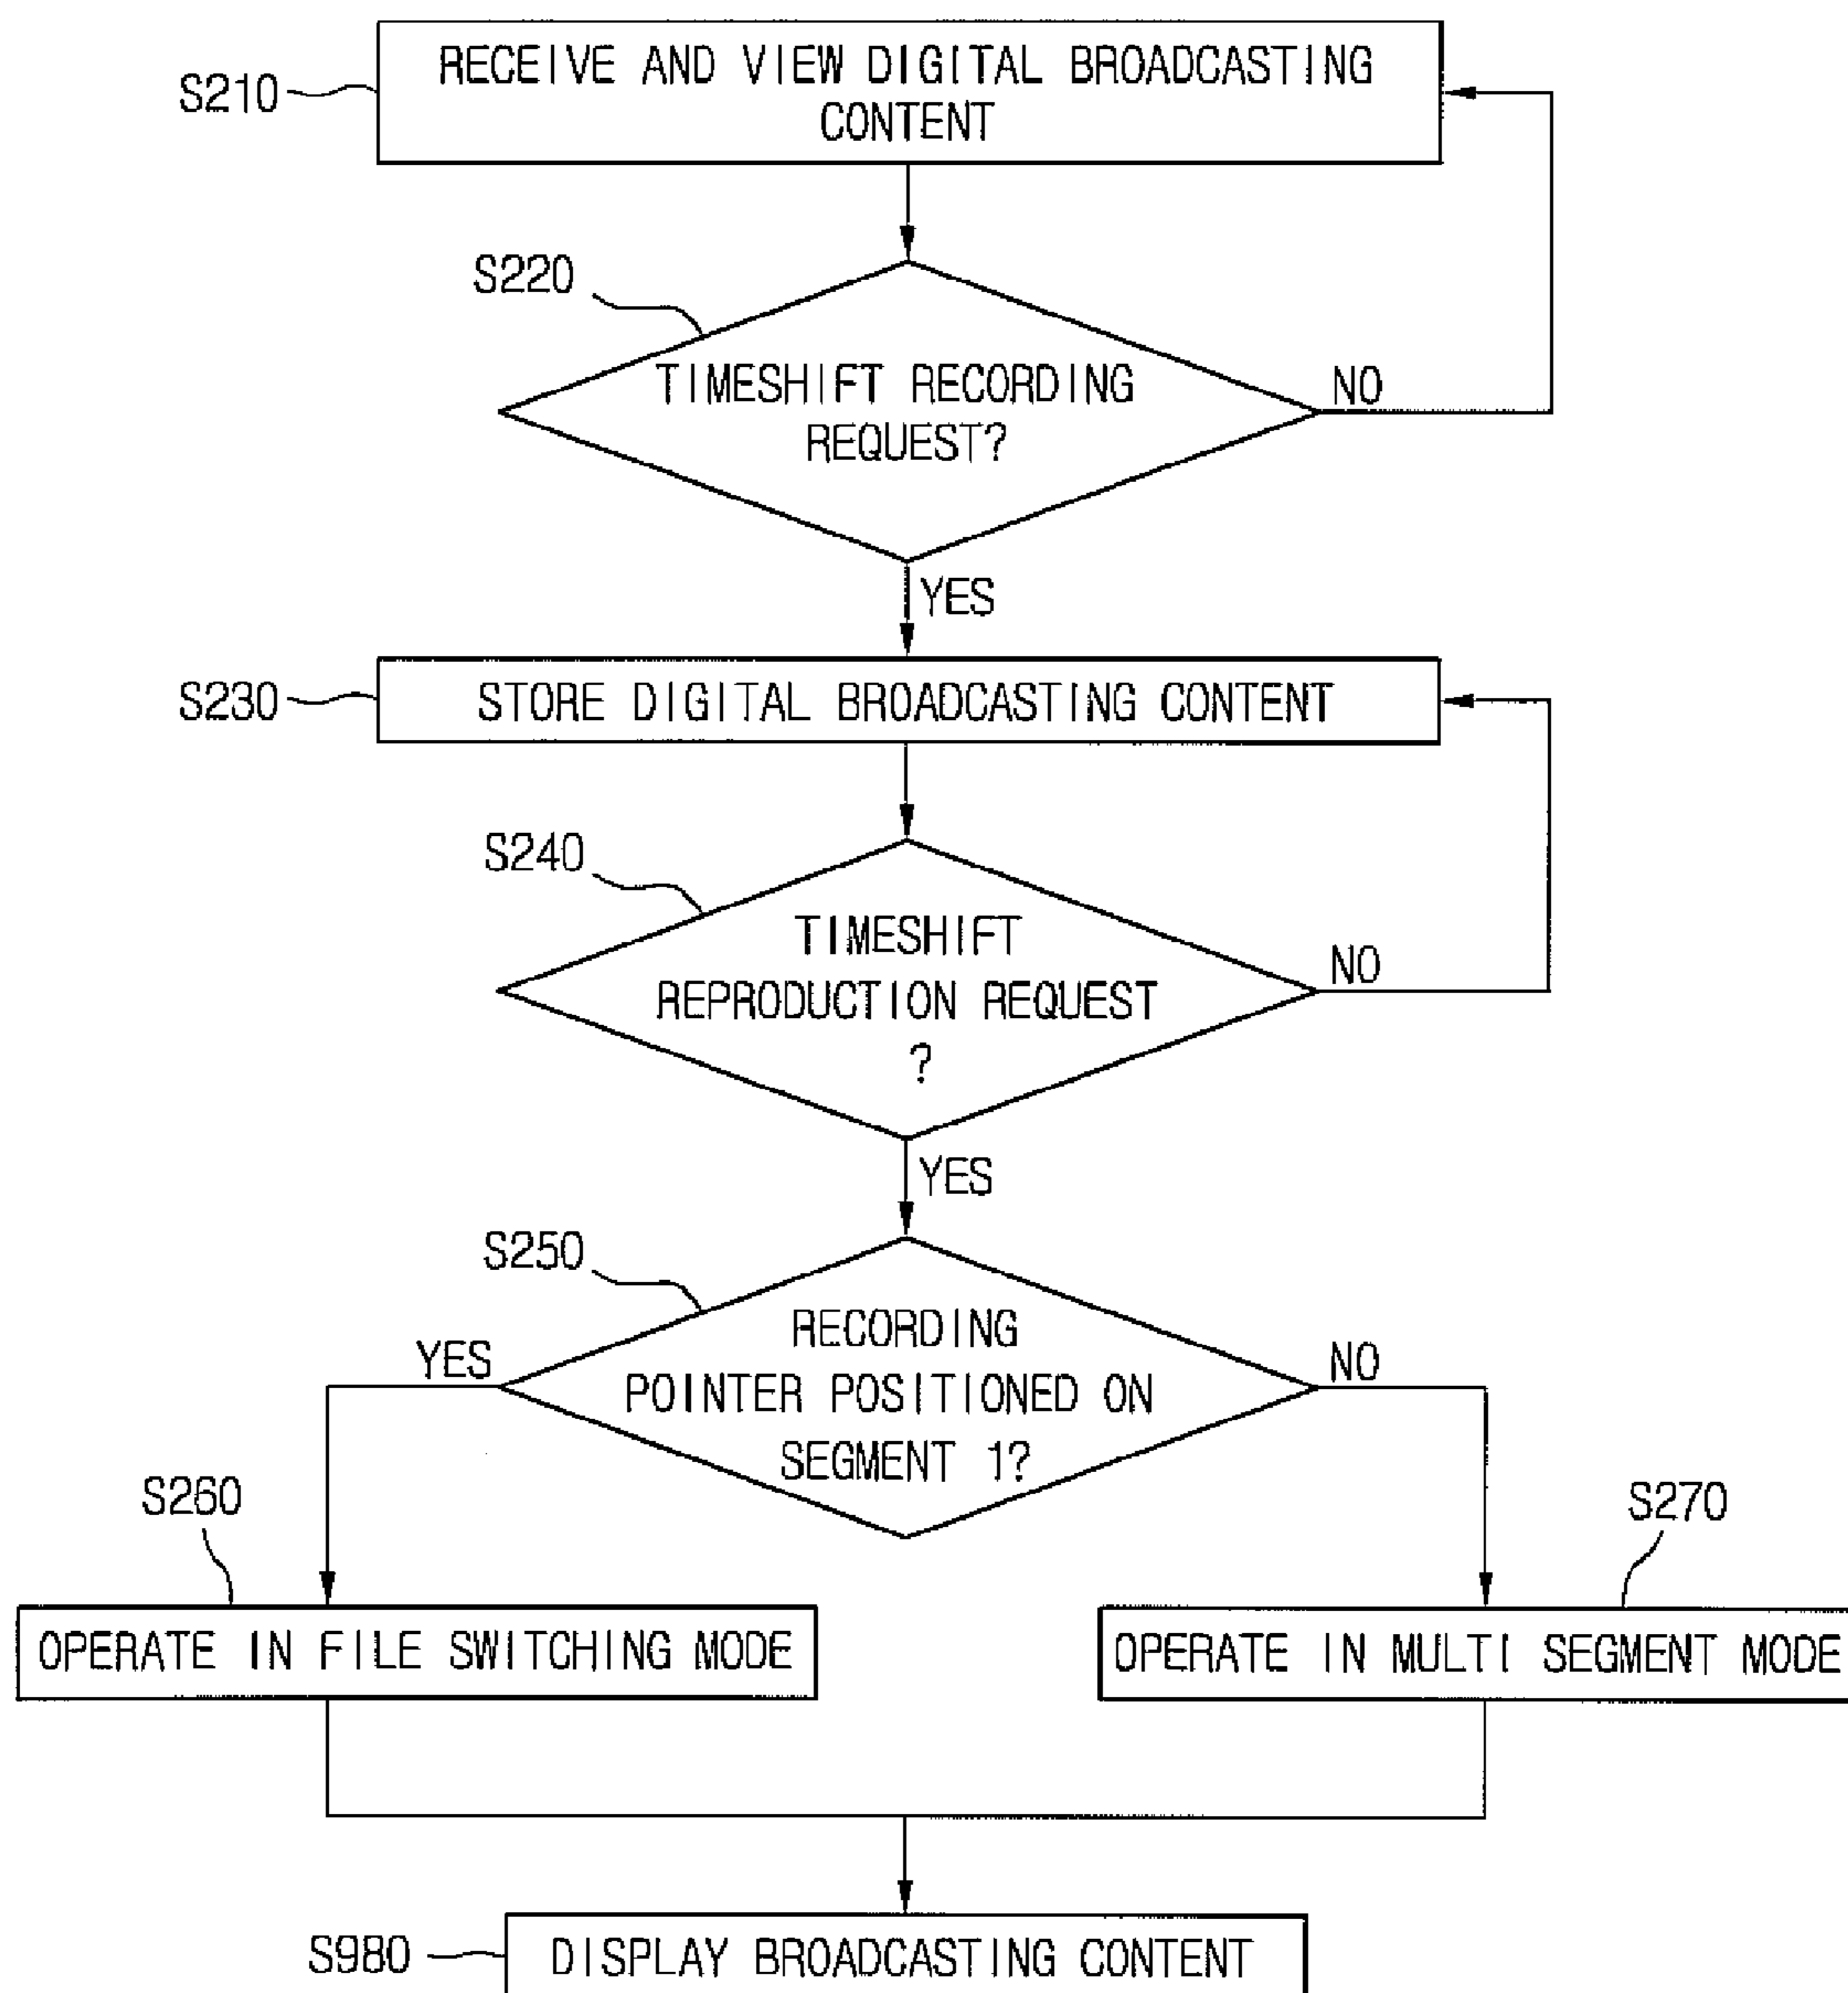 RECEIVE AND VIEW DIGITAL BROADCASTING
CONTENT
S210
S220
TIMESHIFT RECORDING
REQUEST?
NO
YES
S230
STORE DIGITAL BROADCASTING CONTENT
S240
TIMESHIFT
REPRODUCTION REQUEST
?
NO
YES
S250
RECORDING
POINTER POSITIONED ON
SEGMENT 1?
YES
NO
S260
S270
OPERATE IN FILE SWITCHING MODE
OPERATE IN MULTI SEGMENT MODE
S980
DISPLAY BROADCASTING CONTENT